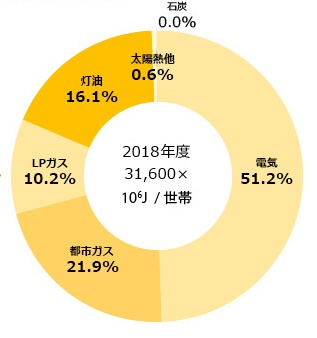 石炭
0.0%
太陽熱他
0.6%
灯油
16.1%
LPガス
10.2%
都市ガス
21.9%
電気
51.2%
2018年度
31,600×
10⁶J / 世帯